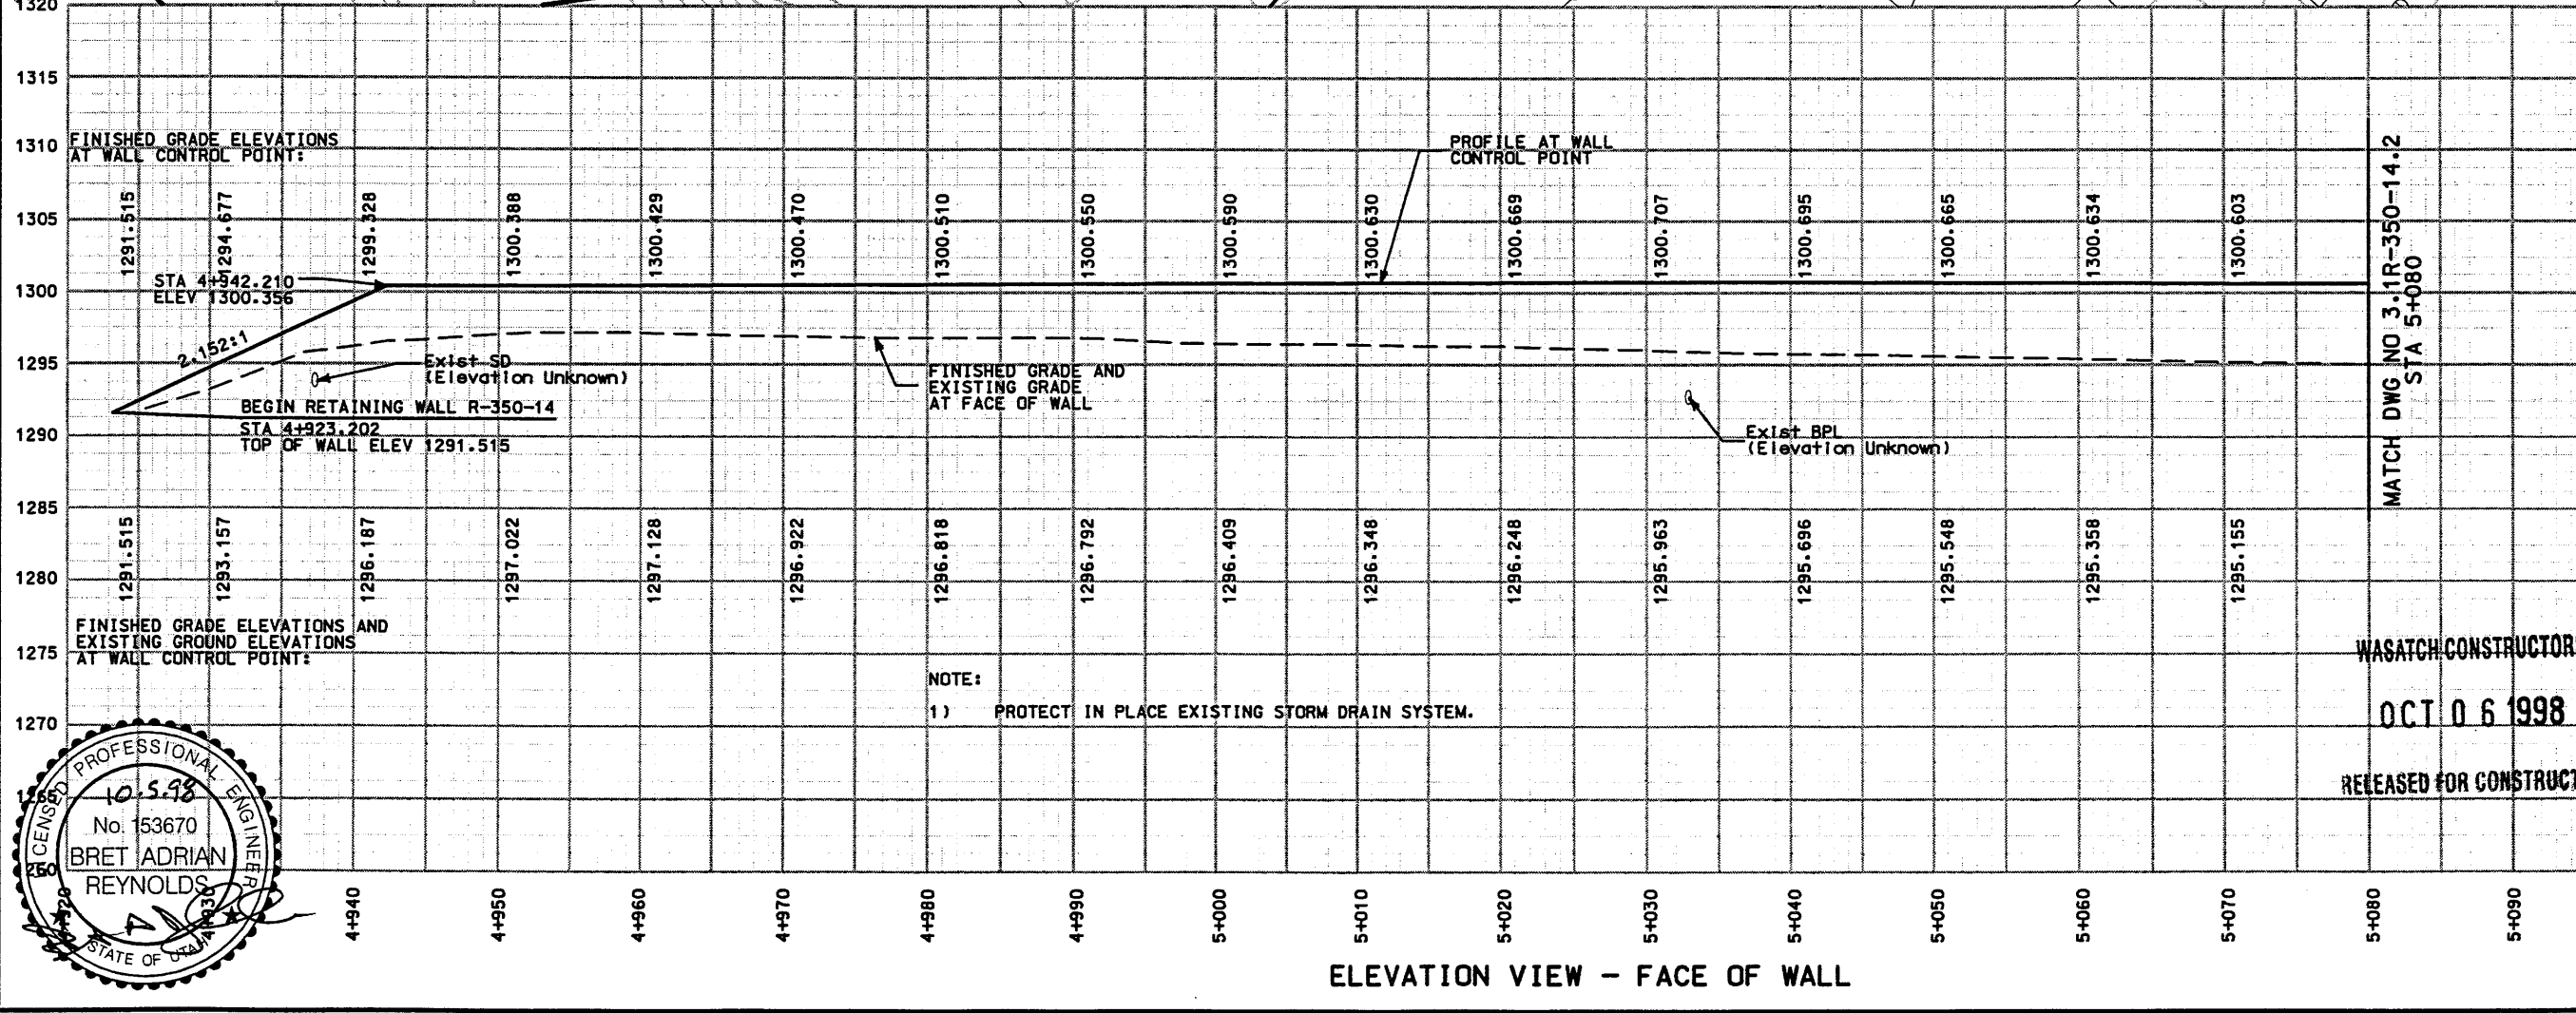 1320
1315
1310
1305
1300
1295
1290
1285
1280
1275
1270
1265
FINISHED GRADE ELEVATIONS
AT WALL CONTROL POINT:
1291.515
1294.677
1299.328
1300.388
1300.429
1300.470
1300.510
1300.550
1300.590
1300.630
1300.669
1300.707
1300.695
1300.665
1300.634
1300.603
PROFILE AT WALL
CONTROL POINT
STA 4+942.210
ELEV 1300.356
2.152:1
Exist SD
(Elevation Unknown)
BEGIN RETAINING WALL R-350-14
STA 4+923.202
TOP OF WALL ELEV 1291.515
FINISHED GRADE AND
EXISTING GRADE
AT FACE OF WALL
Exist BPL
(Elevation Unknown)
MATCH DWG NO 3.1R-350-14.2
STA 5+080
1291.515
1293.157
1296.187
1297.022
1297.128
1296.922
1296.818
1296.792
1296.409
1296.348
1296.248
1295.963
1295.696
1295.548
1295.358
1295.155
FINISHED GRADE ELEVATIONS AND
EXISTING GROUND ELEVATIONS
AT WALL CONTROL POINT:
NOTE:
1) PROTECT IN PLACE EXISTING STORM DRAIN SYSTEM.
WASATCH CONSTRUCTOR
OCT 06 1998
RELEASED FOR CONSTRUCT
CENSED PROFESSIONAL ENGINEER
10.5.98
No. 153670
BRET ADRIAN
REYNOLDS
STATE OF UTAH
260
4+920
4+930
4+940
4+950
4+960
4+970
4+980
4+990
5+000
5+010
5+020
5+030
5+040
5+050
5+060
5+070
5+080
5+090
ELEVATION VIEW - FACE OF WALL